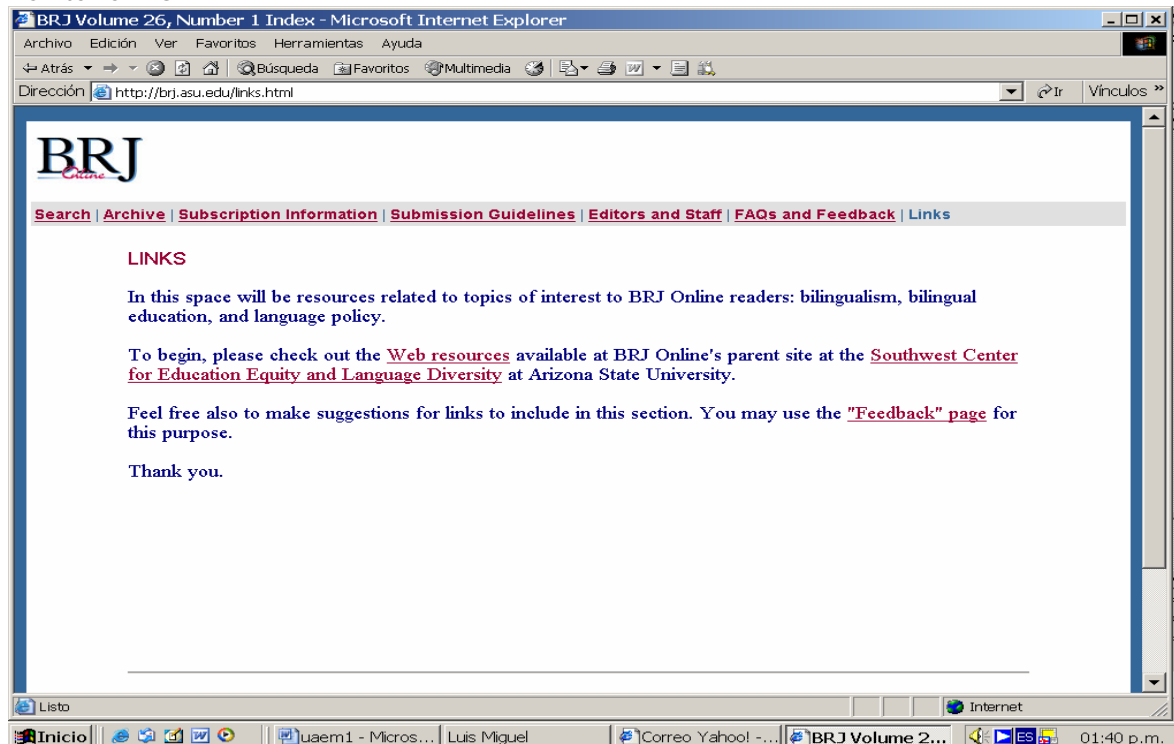 BRJ Volume 26, Number 1 Index - Microsoft Internet Explorer
Archivo Edición Ver Favoritos Herramientas Ayuda
Atrás Búsqueda Favoritos Multimedia
Dirección http://brj.asu.edu/links.html Ir Vínculos »
BRJ
Online
Search | Archive | Subscription Information | Submission Guidelines | Editors and Staff | FAQs and Feedback | Links
LINKS
In this space will be resources related to topics of interest to BRJ Online readers: bilingualism, bilingual
education, and language policy.
To begin, please check out the Web resources available at BRJ Online's parent site at the Southwest Center
for Education Equity and Language Diversity at Arizona State University.
Feel free also to make suggestions for links to include in this section. You may use the "Feedback" page for
this purpose.
Thank you.
Listo Internet
Inicio uaem1 - Micros... Luis Miguel Correo Yahoo! -... BRJ Volume 2... ES 01:40 p.m.